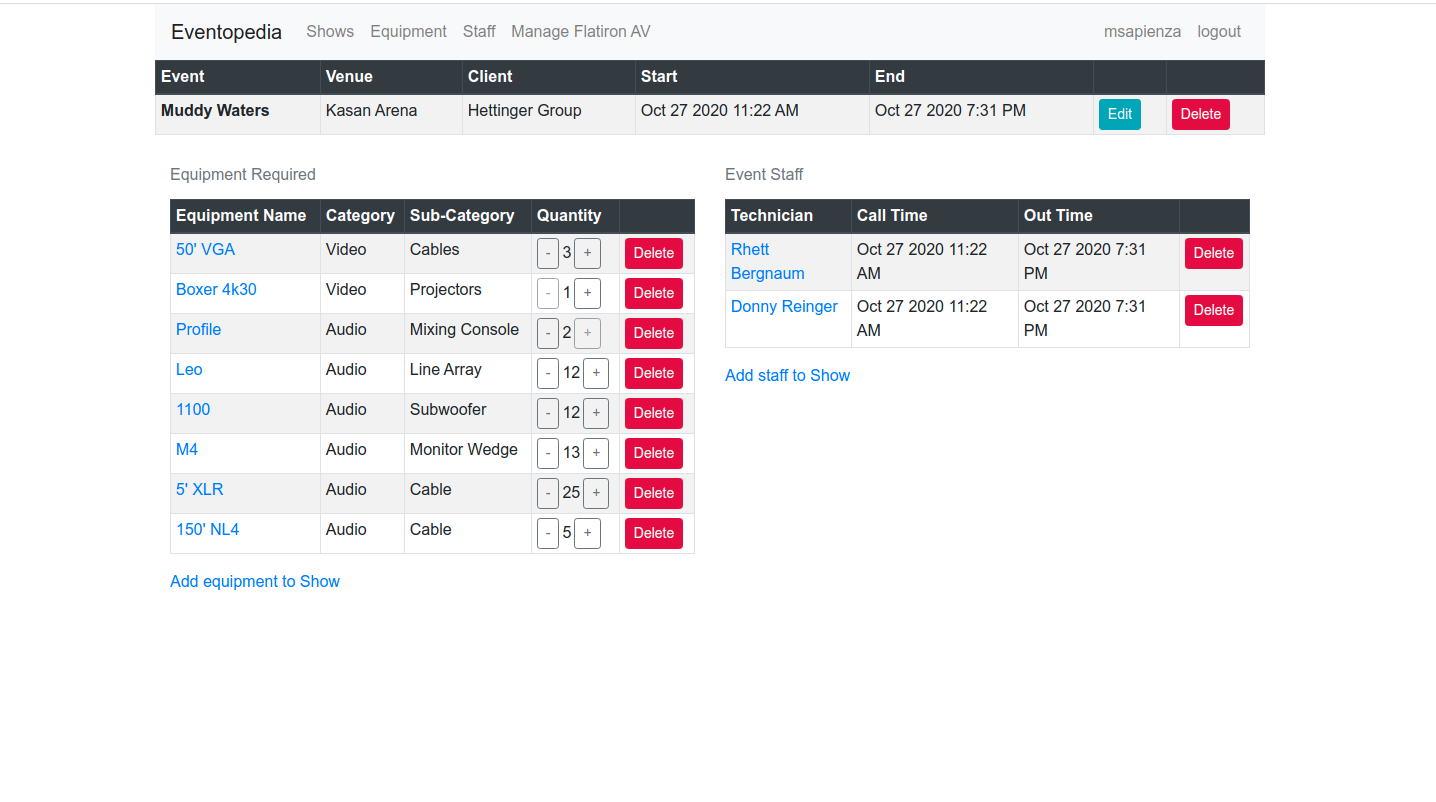 Eventopedia Shows Equipment Staff Manage Flatiron AV msapienza logout
Event Venue Client Start End
Muddy Waters Kasan Arena Hettinger Group Oct 27 2020 11:22 AM Oct 27 2020 7:31 PM Edit Delete
Equipment Required
Equipment Name Category Sub-Category Quantity
50' VGA Video Cables - 3 + Delete
Boxer 4k30 Video Projectors - 1 + Delete
Profile Audio Mixing Console - 2 + Delete
Leo Audio Line Array - 12 + Delete
1100 Audio Subwoofer - 12 + Delete
M4 Audio Monitor Wedge - 13 + Delete
5' XLR Audio Cable - 25 + Delete
150' NL4 Audio Cable - 5 + Delete
Add equipment to Show
Event Staff
Technician Call Time Out Time
Rhett Oct 27 2020 11:22 Oct 27 2020 7:31 Delete
Bergnaum AM PM
Donny Reinger Oct 27 2020 11:22 Oct 27 2020 7:31 Delete
AM PM
Add staff to Show